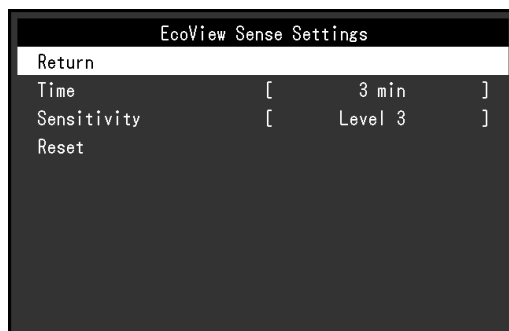 EcoView Sense Settings
Return
Time [ 3 min ]
Sensitivity [ Level 3 ]
Reset